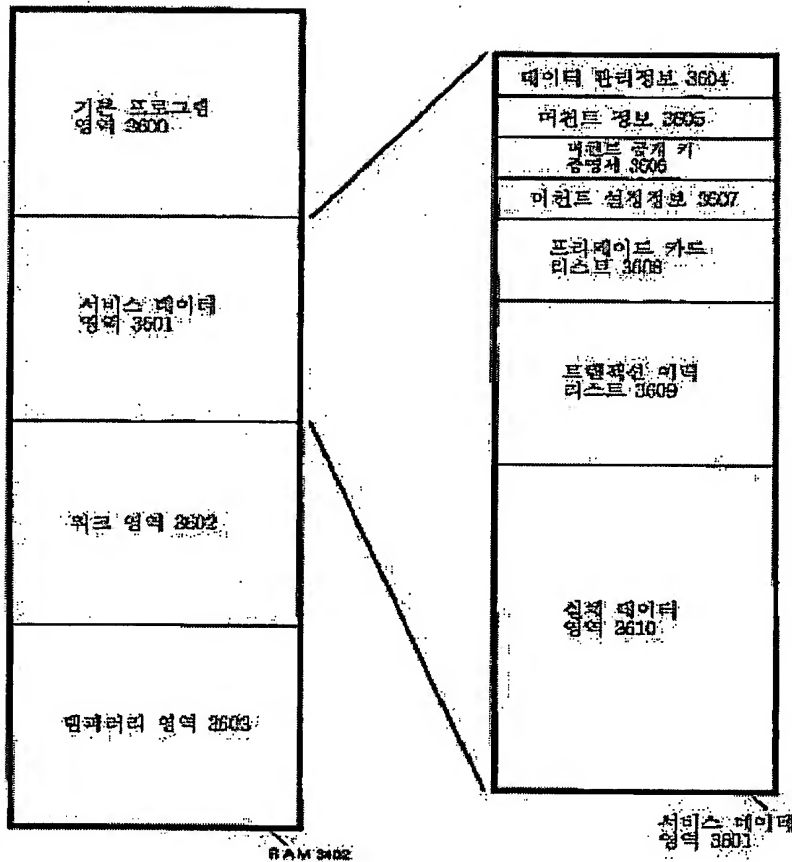 기본 프로그램
영역 3600
서비스 데이터
영역 3601
워크 영역 3602
템퍼러리 영역 3603
RAM 3402
데이터 관리정보 3604
머천트 정보 3605
머천트 공개 키
증명서 3606
머천트 설정정보 3607
프리페이드 카드
리스트 3608
트랜잭션 이력
리스트 3609
실제 데이터
영역 3610
서비스 데이터
영역 3601